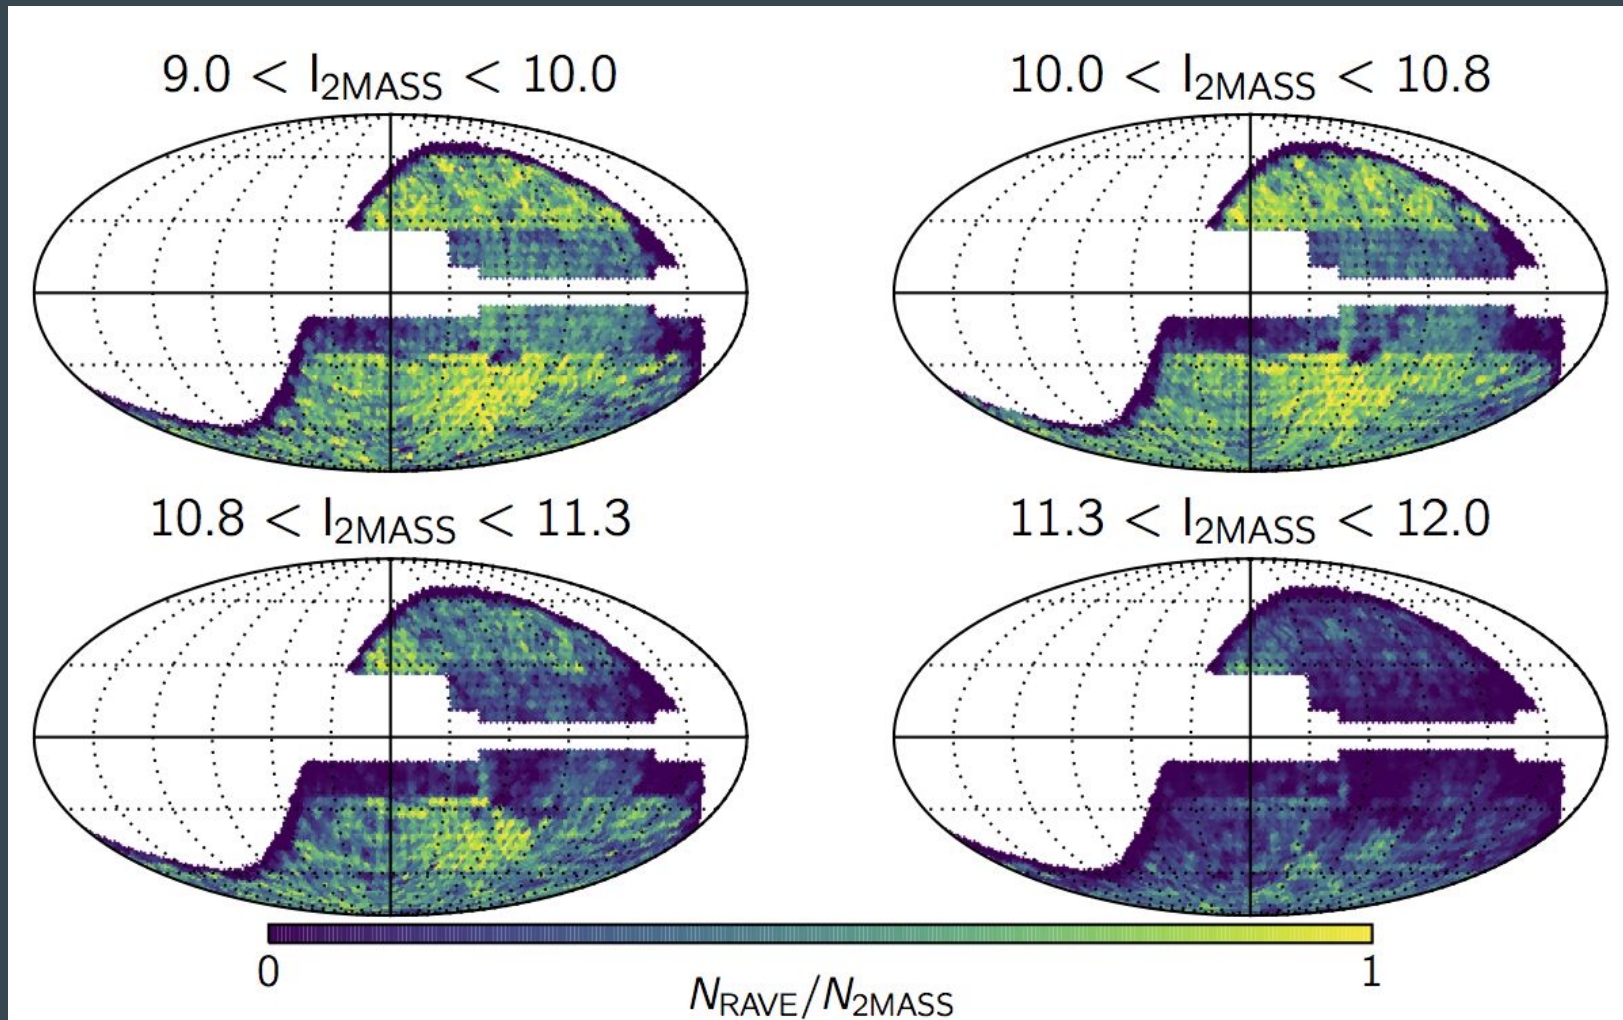 9.0 < I2MASS < 10.0
10.0 < I2MASS < 10.8
10.8 < I2MASS < 11.3
11.3 < I2MASS < 12.0
0
1
NRAVE/N2MASS